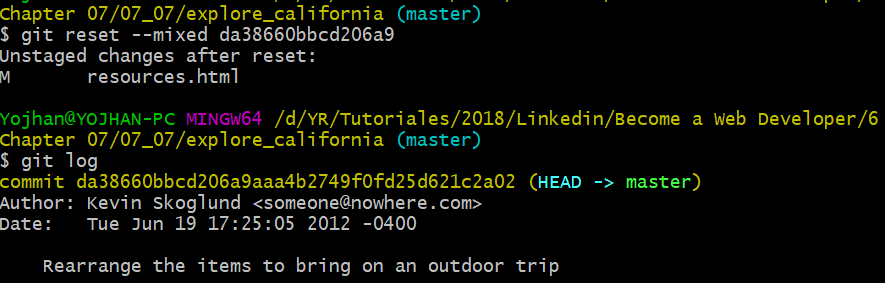 Chapter 07/07_07/explore_california (master)
$ git reset --mixed da38660bbcd206a9
Unstaged changes after reset:
M       resources.html
Yojhan@YOJHAN-PC MINGW64 /d/YR/Tutoriales/2018/Linkedin/Become a Web Developer/6
Chapter 07/07_07/explore_california (master)
$ git log
commit da38660bbcd206a9aaa4b2749f0fd25d621c2a02 (HEAD -> master)
Author: Kevin Skoglund <someone@nowhere.com>
Date:   Tue Jun 19 17:25:05 2012 -0400
    Rearrange the items to bring on an outdoor trip